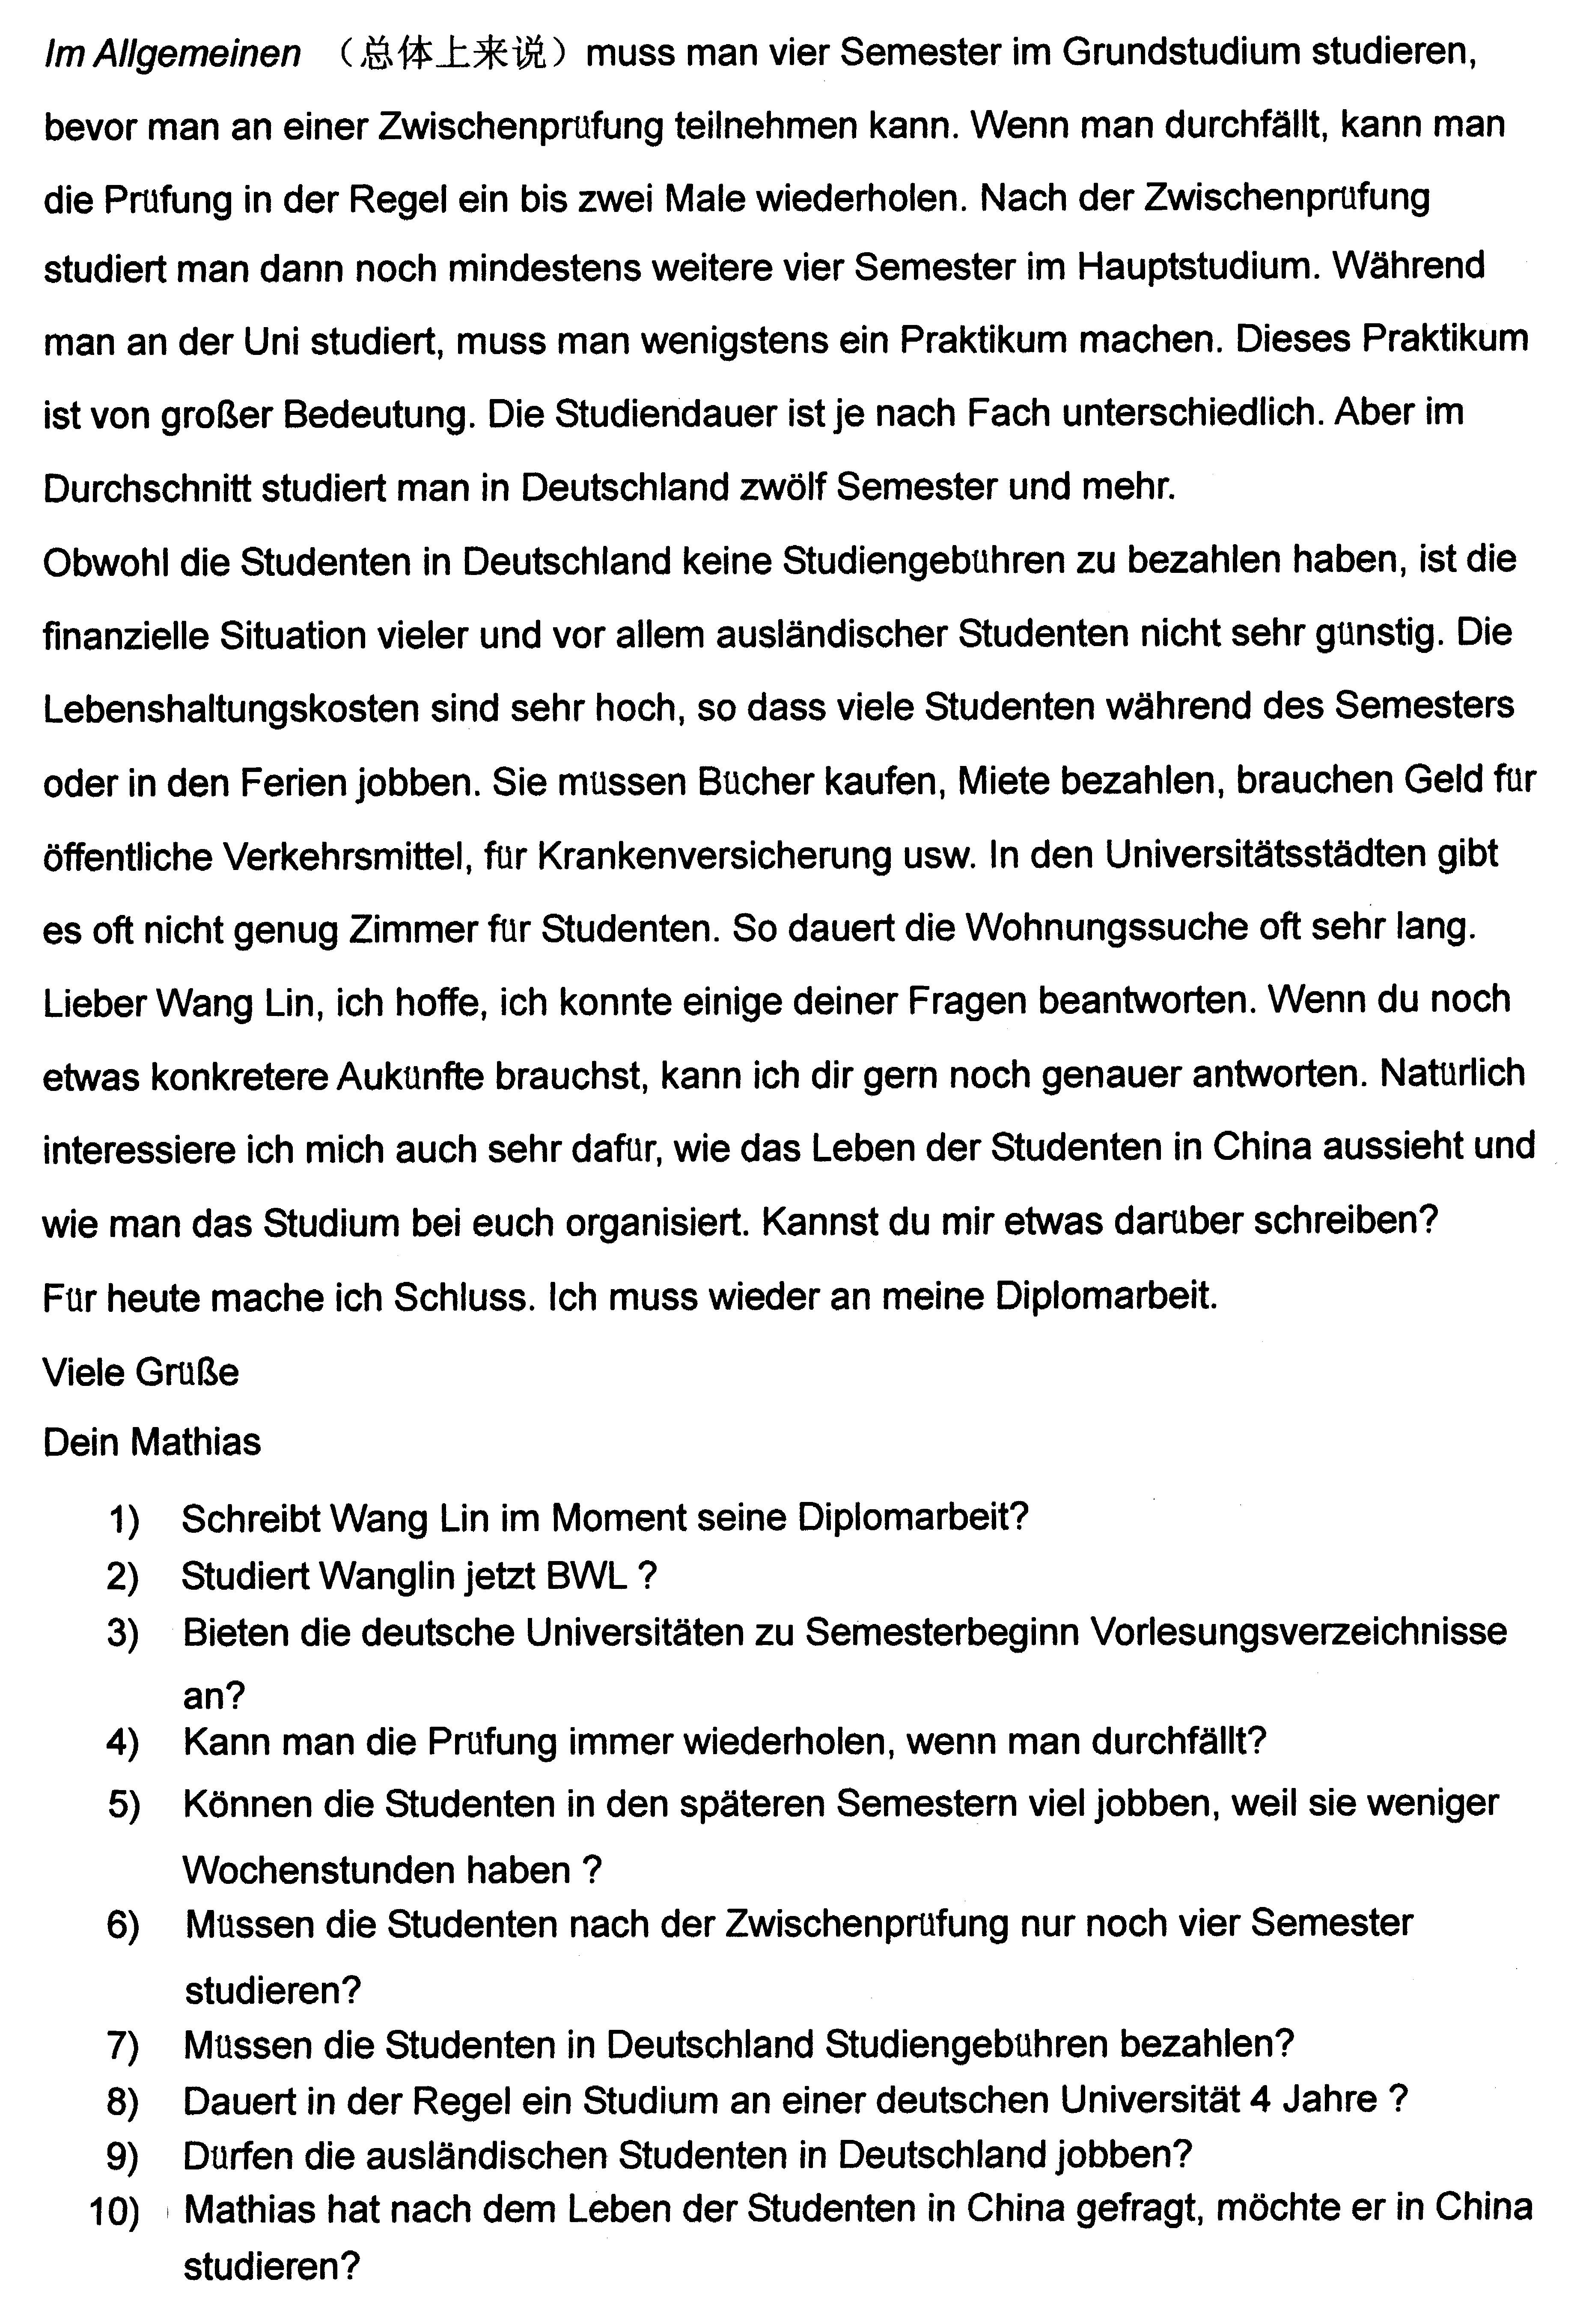 Im Allgemeinen （总体上来说）muss man vier Semester im Grundstudium studieren,
bevor man an einer Zwischenprüfung teilnehmen kann. Wenn man durchfällt, kann man
die Prüfung in der Regel ein bis zwei Male wiederholen. Nach der Zwischenprüfung
studiert man dann noch mindestens weitere vier Semester im Hauptstudium. Während
man an der Uni studiert, muss man wenigstens ein Praktikum machen. Dieses Praktikum
ist von großer Bedeutung. Die Studiendauer ist je nach Fach unterschiedlich. Aber im
Durchschnitt studiert man in Deutschland zwölf Semester und mehr.
Obwohl die Studenten in Deutschland keine Studiengebühren zu bezahlen haben, ist die
finanzielle Situation vieler und vor allem ausländischer Studenten nicht sehr günstig. Die
Lebenshaltungskosten sind sehr hoch, so dass viele Studenten während des Semesters
oder in den Ferien jobben. Sie müssen Bücher kaufen, Miete bezahlen, brauchen Geld für
öffentliche Verkehrsmittel, für Krankenversicherung usw. In den Universitätsstädten gibt
es oft nicht genug Zimmer für Studenten. So dauert die Wohnungssuche oft sehr lang.
Lieber Wang Lin, ich hoffe, ich konnte einige deiner Fragen beantworten. Wenn du noch
etwas konkretere Aukünfte brauchst, kann ich dir gern noch genauer antworten. Natürlich
interessiere ich mich auch sehr dafür, wie das Leben der Studenten in China aussieht und
wie man das Studium bei euch organisiert. Kannst du mir etwas darüber schreiben?
Für heute mache ich Schluss. Ich muss wieder an meine Diplomarbeit.
Viele Grüße
Dein Mathias
1) Schreibt Wang Lin im Moment seine Diplomarbeit?
2) Studiert Wanglin jetzt BWL ?
3) Bieten die deutsche Universitäten zu Semesterbeginn Vorlesungsverzeichnisse
an?
4) Kann man die Prüfung immer wiederholen, wenn man durchfällt?
5) Können die Studenten in den späteren Semestern viel jobben, weil sie weniger
Wochenstunden haben ?
6) Müssen die Studenten nach der Zwischenprüfung nur noch vier Semester
studieren?
7) Müssen die Studenten in Deutschland Studiengebühren bezahlen?
8) Dauert in der Regel ein Studium an einer deutschen Universität 4 Jahre ?
9) Dürfen die ausländischen Studenten in Deutschland jobben?
10) Mathias hat nach dem Leben der Studenten in China gefragt, möchte er in China
studieren?